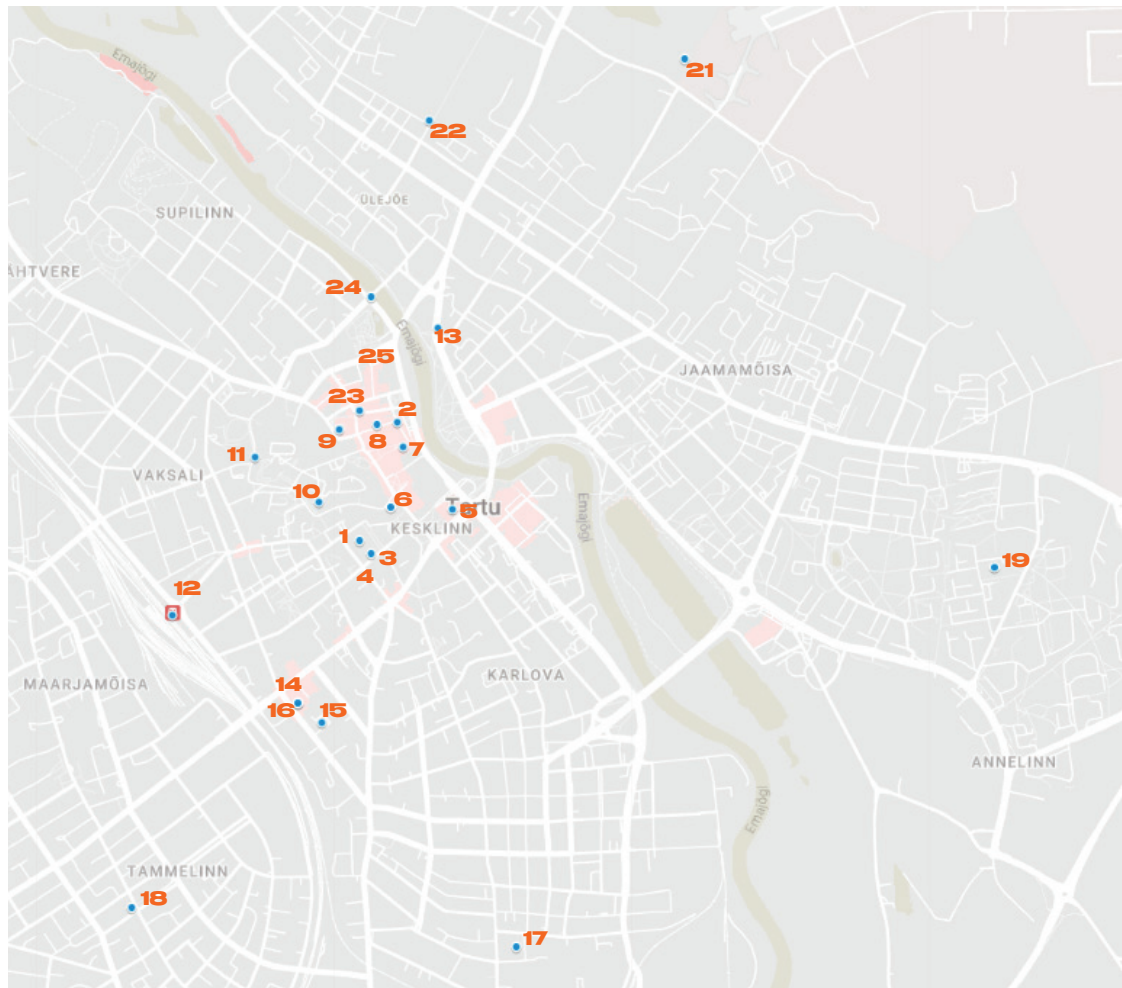 Emajõgi
21
22
ÜLEJÕE
SUPILINN
ÄHTVERE
24
13
Emajõgi
25
JAAMAMÕISA
23
2
9
8
7
11
VAKSALI
10
6
Tartu
5
KESKLINN
Emajõgi
1
3
4
19
12
KARLOVA
MAARJAMÕISA
14
16
15
ANNELINN
Emajõgi
TAMMELINN
18
17